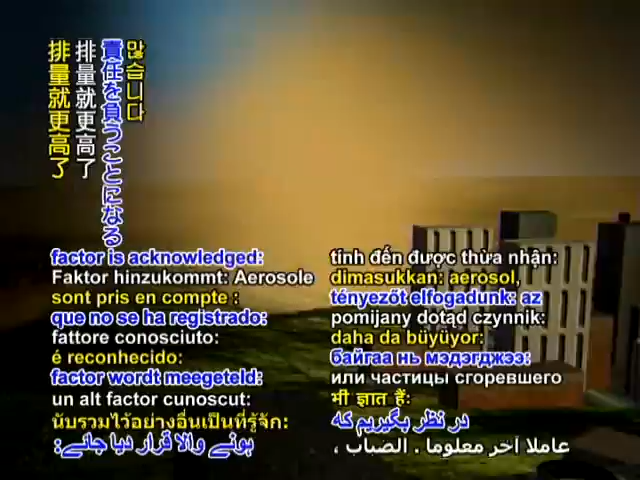 排量就更高了
排量就更高了
責任を負うことになる
많습니다
factor is acknowledged:
Faktor hinzukommt: Aerosole
sont pris en compte :
que no se ha registrado:
fattore conosciuto:
é reconhecido:
factor wordt meegeteld:
un alt factor cunoscut:
นับรวมไว้อย่างอื่นเป็นที่รู้จัก:
ہونے والا قرار دیا جائے:
tính đến được thừa nhận:
dimasukkan: aerosol,
tényezőt elfogadunk: az
pomijany dotąd czynnik:
daha da büyüyor:
байгаа нь мэдэгджээ:
или частицы сгоревшего
भी ज्ञात हैं:
در نظر بگیریم که
عاملا آخر معلوما . الضباب ،